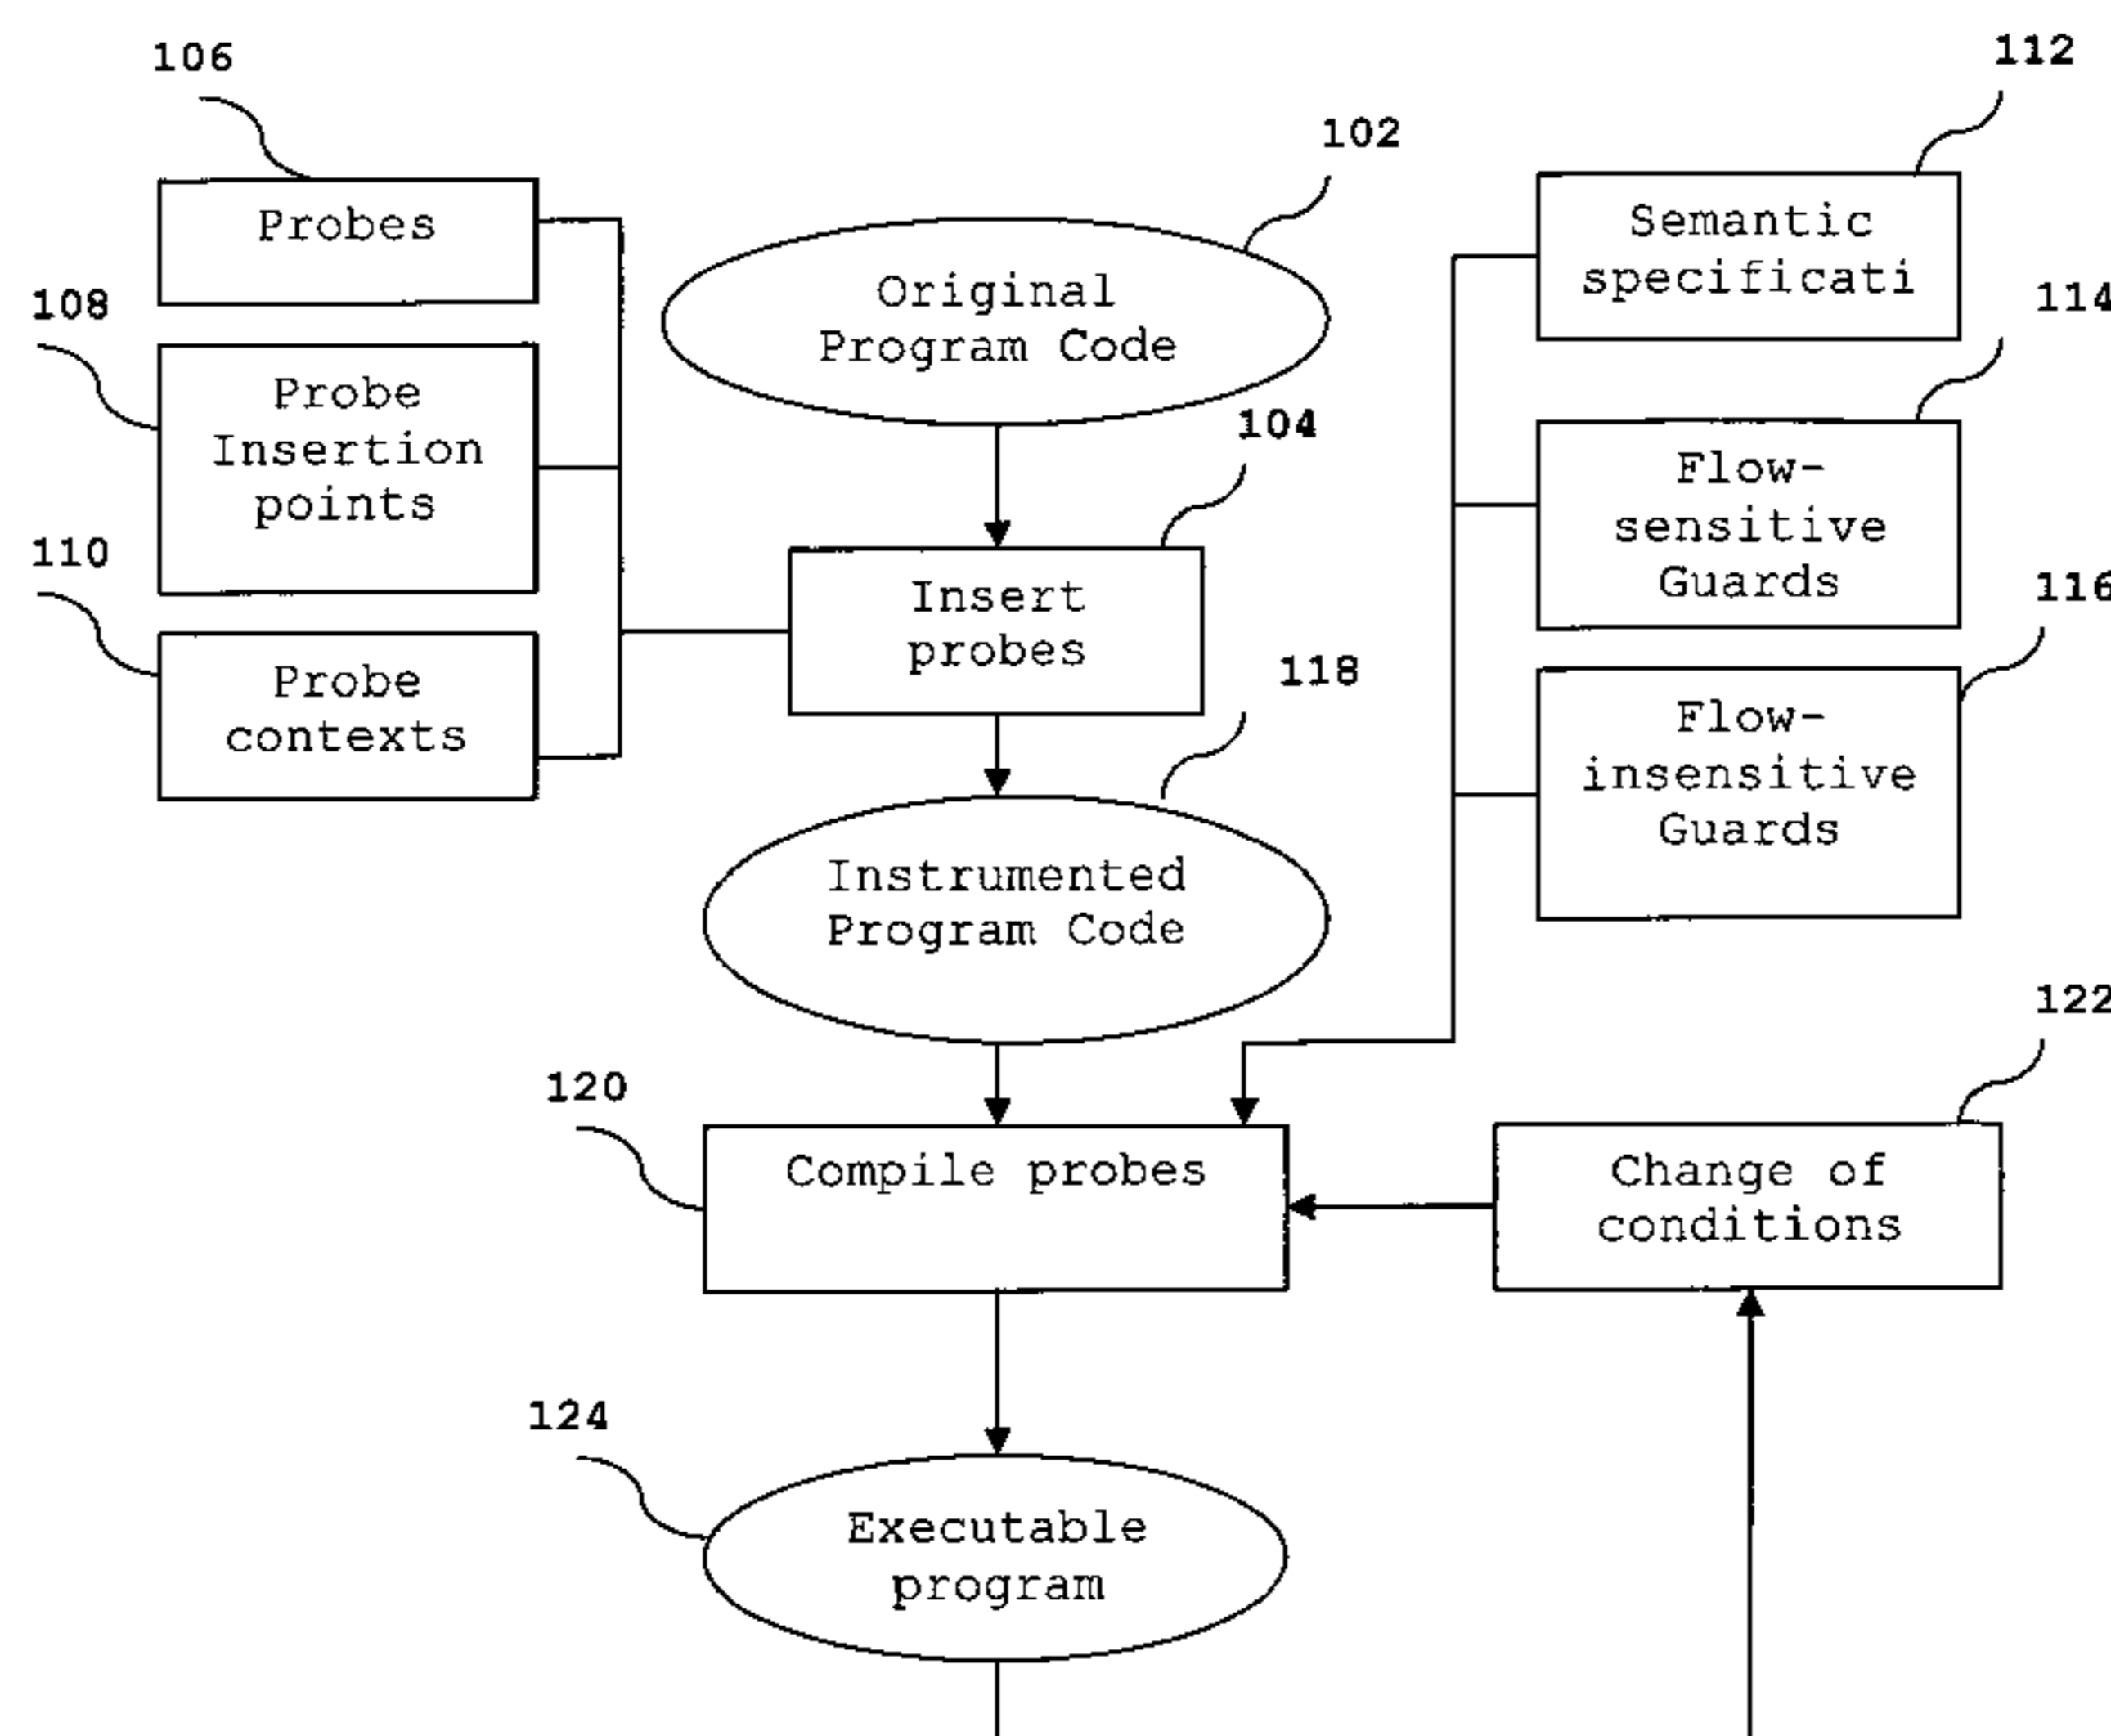 106
112
102
Probes
Semantic
specificati
108
114
Original
Program Code
Probe
Insertion
points
104
Flow-
sensitive
Guards
110
116
Insert
probes
118
Probe
contexts
Flow-
insensitive
Guards
Instrumented
Program Code
122
120
Compile probes
Change of
conditions
124
Executable
program